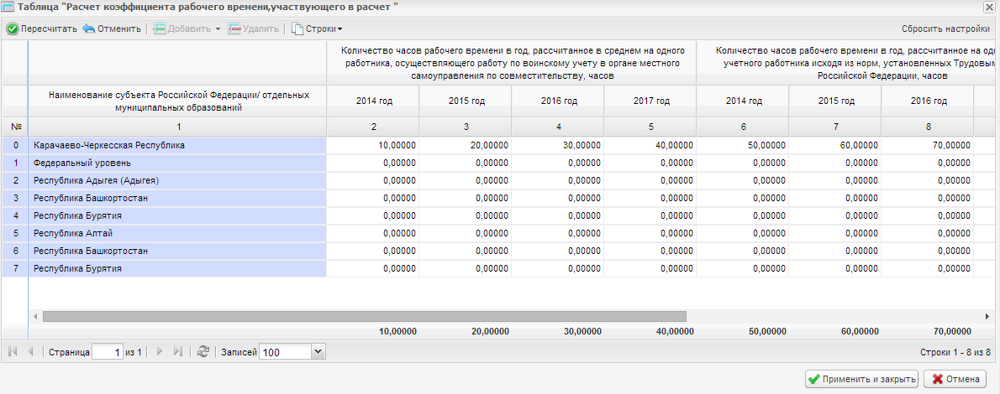 Таблица "Расчет коэффициента рабочего времени,участвующего в расчет "
Пересчитать Отменить Добавить Удалить Строки Сбросить настройки
Количество часов рабочего времени в год, рассчитанное в среднем на одного
работника, осуществляющего работу по воинскому учету в органе местного
самоуправления по совместительству, часов
Количество часов рабочего времени в год, рассчитанное на
учетного работника исходя из норм, установленных Трудовым
Российской Федерации, часов
Наименование субъекта Российской Федерации/ отдельных
муниципальных образований
2014 год 2015 год 2016 год 2017 год 2014 год 2015 год 2016 год
№ 1 2 3 4 5 6 7 8
0 Карачаево-Черкесская Республика 10,00000 20,00000 30,00000 40,00000 50,00000 60,00000 70,00000
1 Федеральный уровень 0,00000 0,00000 0,00000 0,00000 0,00000 0,00000 0,00000
2 Республика Адыгея (Адыгея) 0,00000 0,00000 0,00000 0,00000 0,00000 0,00000 0,00000
3 Республика Башкортостан 0,00000 0,00000 0,00000 0,00000 0,00000 0,00000 0,00000
4 Республика Бурятия 0,00000 0,00000 0,00000 0,00000 0,00000 0,00000 0,00000
5 Республика Алтай 0,00000 0,00000 0,00000 0,00000 0,00000 0,00000 0,00000
6 Республика Башкортостан 0,00000 0,00000 0,00000 0,00000 0,00000 0,00000 0,00000
7 Республика Бурятия 0,00000 0,00000 0,00000 0,00000 0,00000 0,00000 0,00000
10,00000 20,00000 30,00000 40,00000 50,00000 60,00000 70,00000
Страница 1 из 1 Записей 100 Строки 1 - 8 из 8
Применить и закрыть Отмена